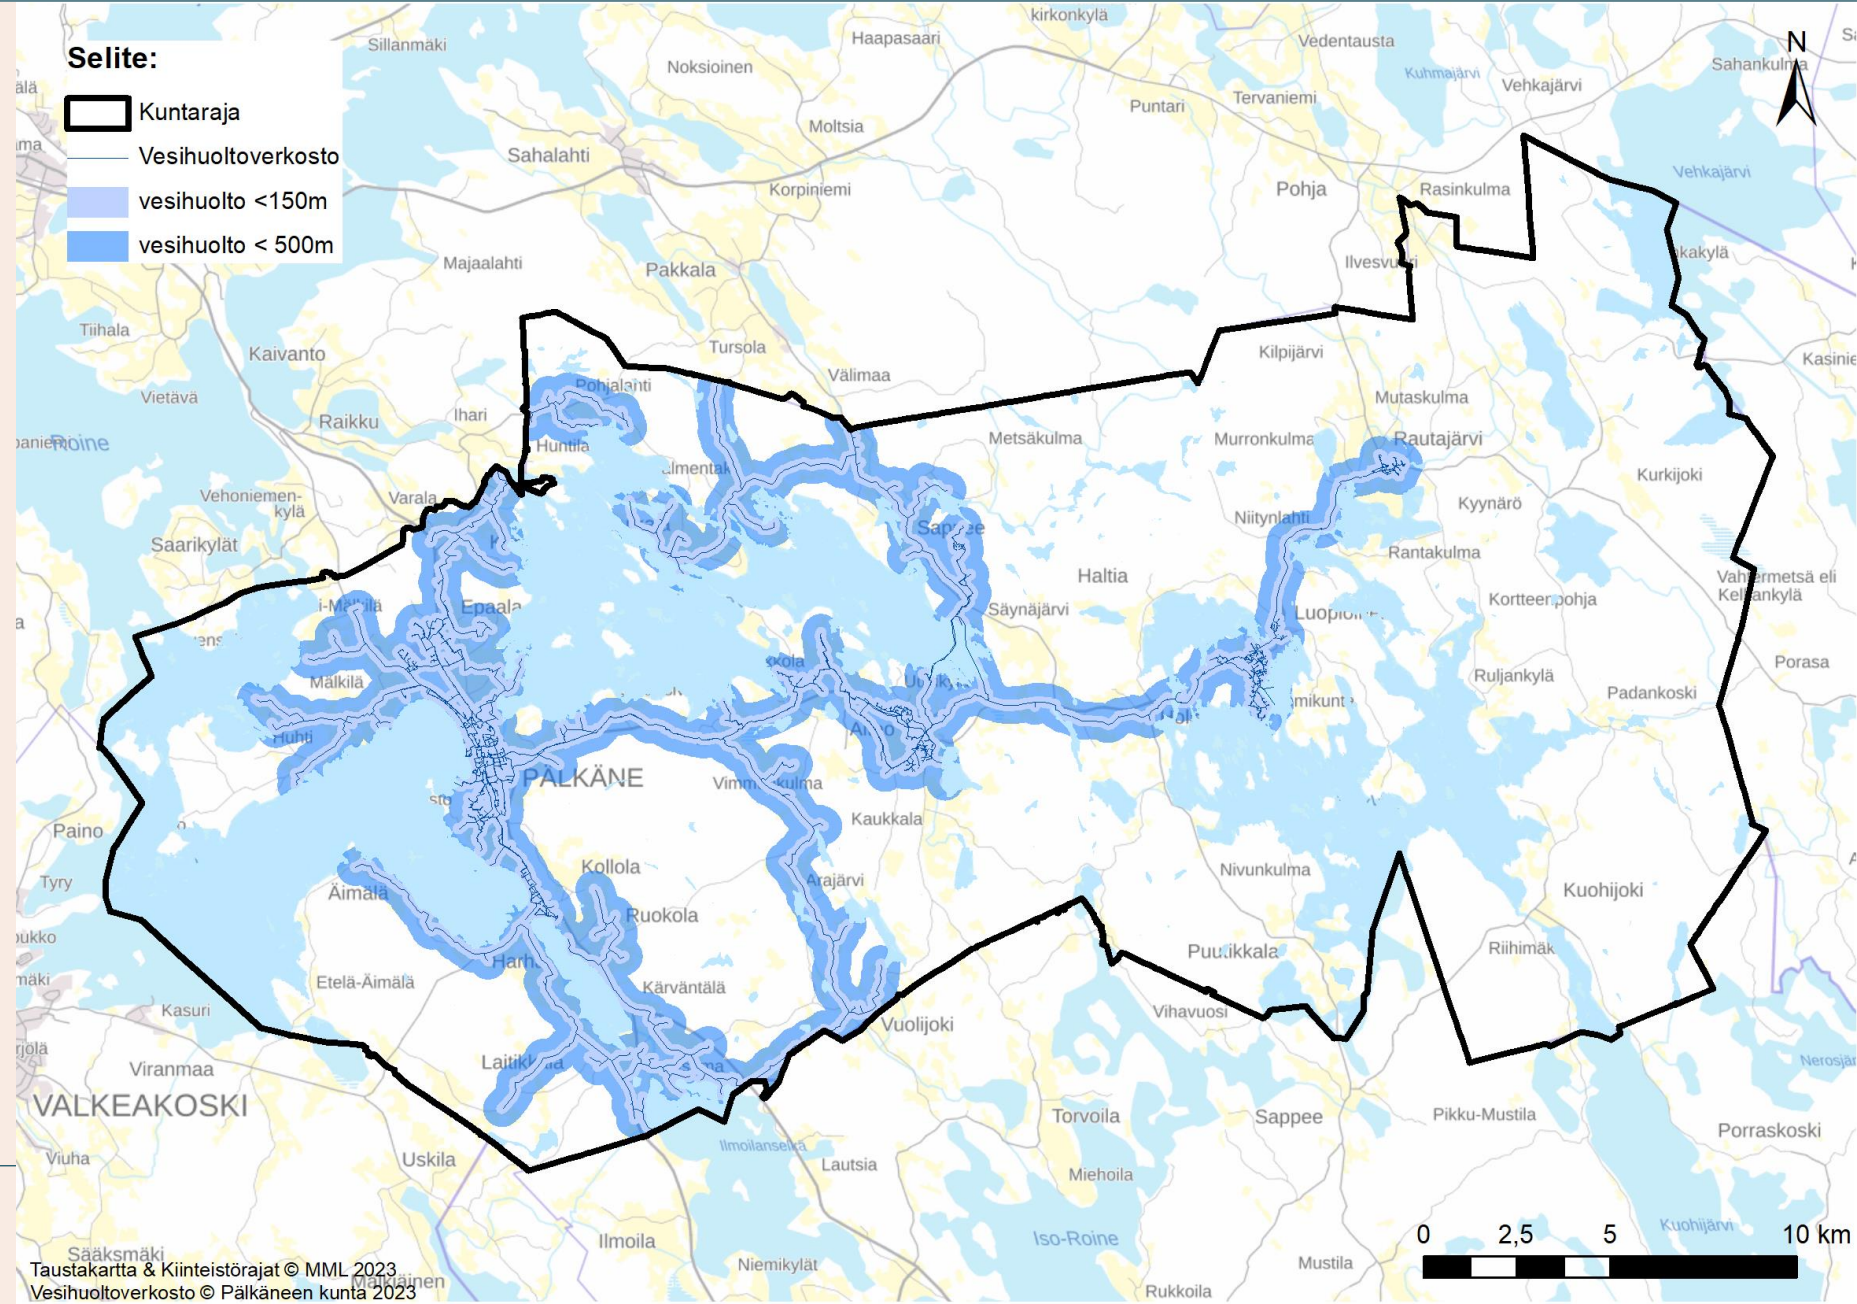 Selite:
Kuntaraja
Vesihuoltoverkosto
vesihuolto <150m
vesihuolto < 500m
N
kirkonkylä
Sillanmäki
Haapasaari
Noksioinen
Vedentausta
Kuhmajärvi
Vehkajärvi
Sahankulma
Puntari
Tervaniemi
Moltsia
Sahalahti
Korpiniemi
Pohja
Rasinkulma
Vehkajärvi
Majaalahti
Pakkala
Ilvesvuori
Tiihala
Kaivanto
Tursola
Välimaa
Kilpijärvi
Vietävä
Raikku
Ihari
Pohjalahti
Huntila
Metsäkulma
Murronkulma
Mutaskulma
Rautajärvi
Roine
Kurkijoki
Vehoniemen-
kylä
Varala
Saarikylät
Sappee
Niitynlahti
Kyynärö
Rantakulma
Haltia
Säynäjärvi
Kortteenpohja
Vahtermetsä eli
Epaala
Mälkilä
Ruljankylä
Padankoski
Porasa
Huhti
PÄLKÄNE
Kaukkala
Paino
Tyry
Äimälä
Kollola
Ruokola
Arajärvi
Nivunkulma
Kuohijoki
Etelä-Äimälä
Kärväntälä
Kasuri
Vuolijoki
Vihavuosi
Viranmaa
VALKEAKOSKI
Viuha
Uskila
Ilmoilanselkä
Lautsia
Torvoila
Sappee
Pikku-Mustila
Porraskoski
Miehoila
Iso-Roine
Kuohijärvi
Sääksmäki
Ilmoila
Niemikylät
Mustila
Rukkoila
0 2,5 5 10 km
Taustakartta & Kiinteistörajat © MML 2023
Vesihuoltoverkosto © Pälkäneen kunta 2023